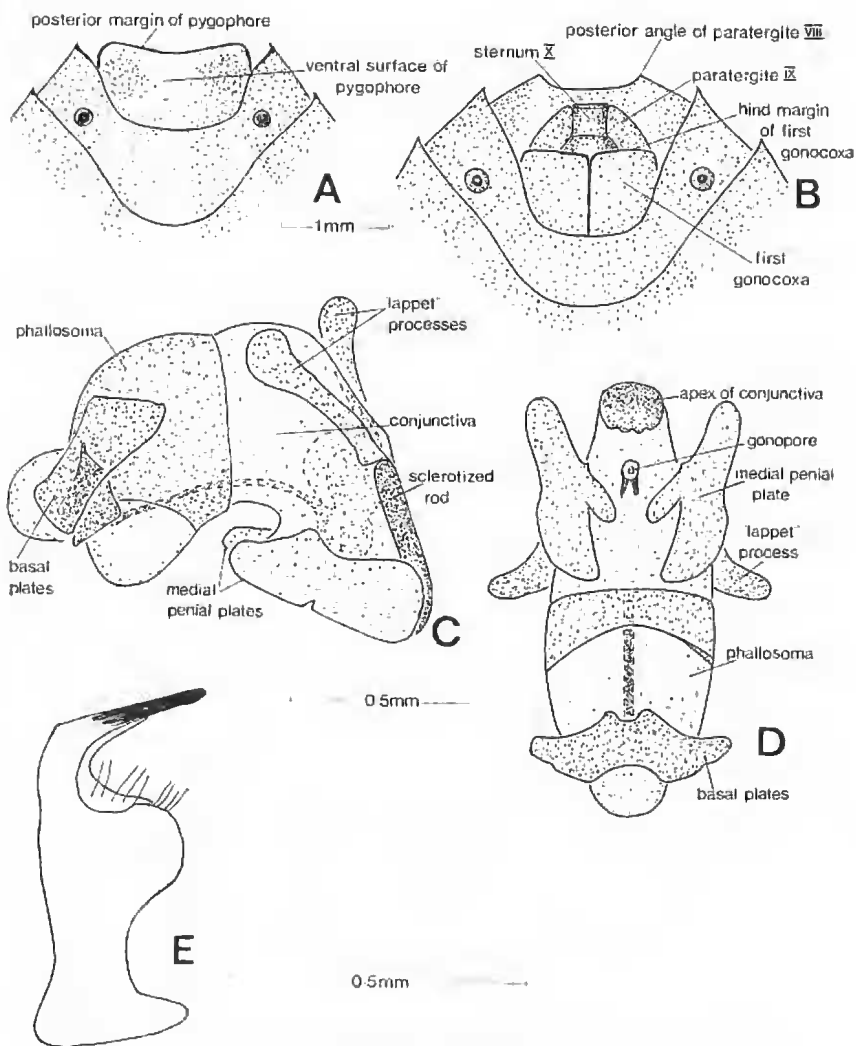 posterior margin of pygophore
ventral surface of
pygophore
A
1mm
posterior angle of paratergite VIII
sternum X
paratergite IX
hind margin
of first
gonocoxa
B
first
gonocoxa
phallosoma
"lappet"
processes
conjunctiva
sclerotized
rod
basal
plates
medial
penial plates
C
apex of conjunctiva
gonopore
medial penial
plate
"lappet"
process
phallosoma
D
basal plates
0.5mm
E
0.5mm